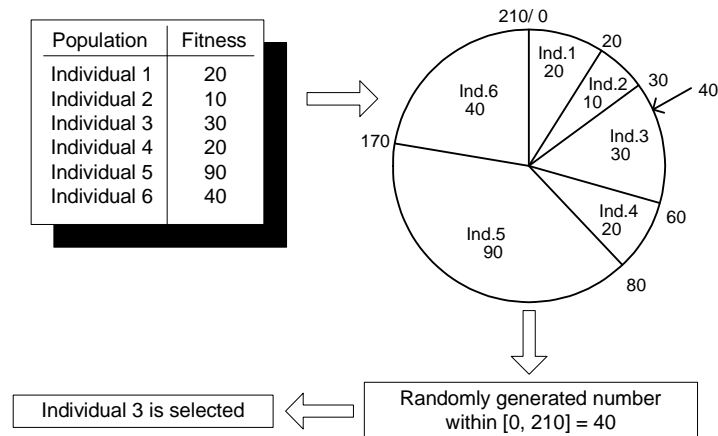 Population Fitness
Individual 1 20
Individual 2 10
Individual 3 30
Individual 4 20
Individual 5 90
Individual 6 40
210/ 0
20
30
40
60
80
170
Ind.1
20
Ind.2
10
Ind.3
30
Ind.4
20
Ind.5
90
Ind.6
40
Randomly generated number
within [0, 210] = 40
Individual 3 is selected